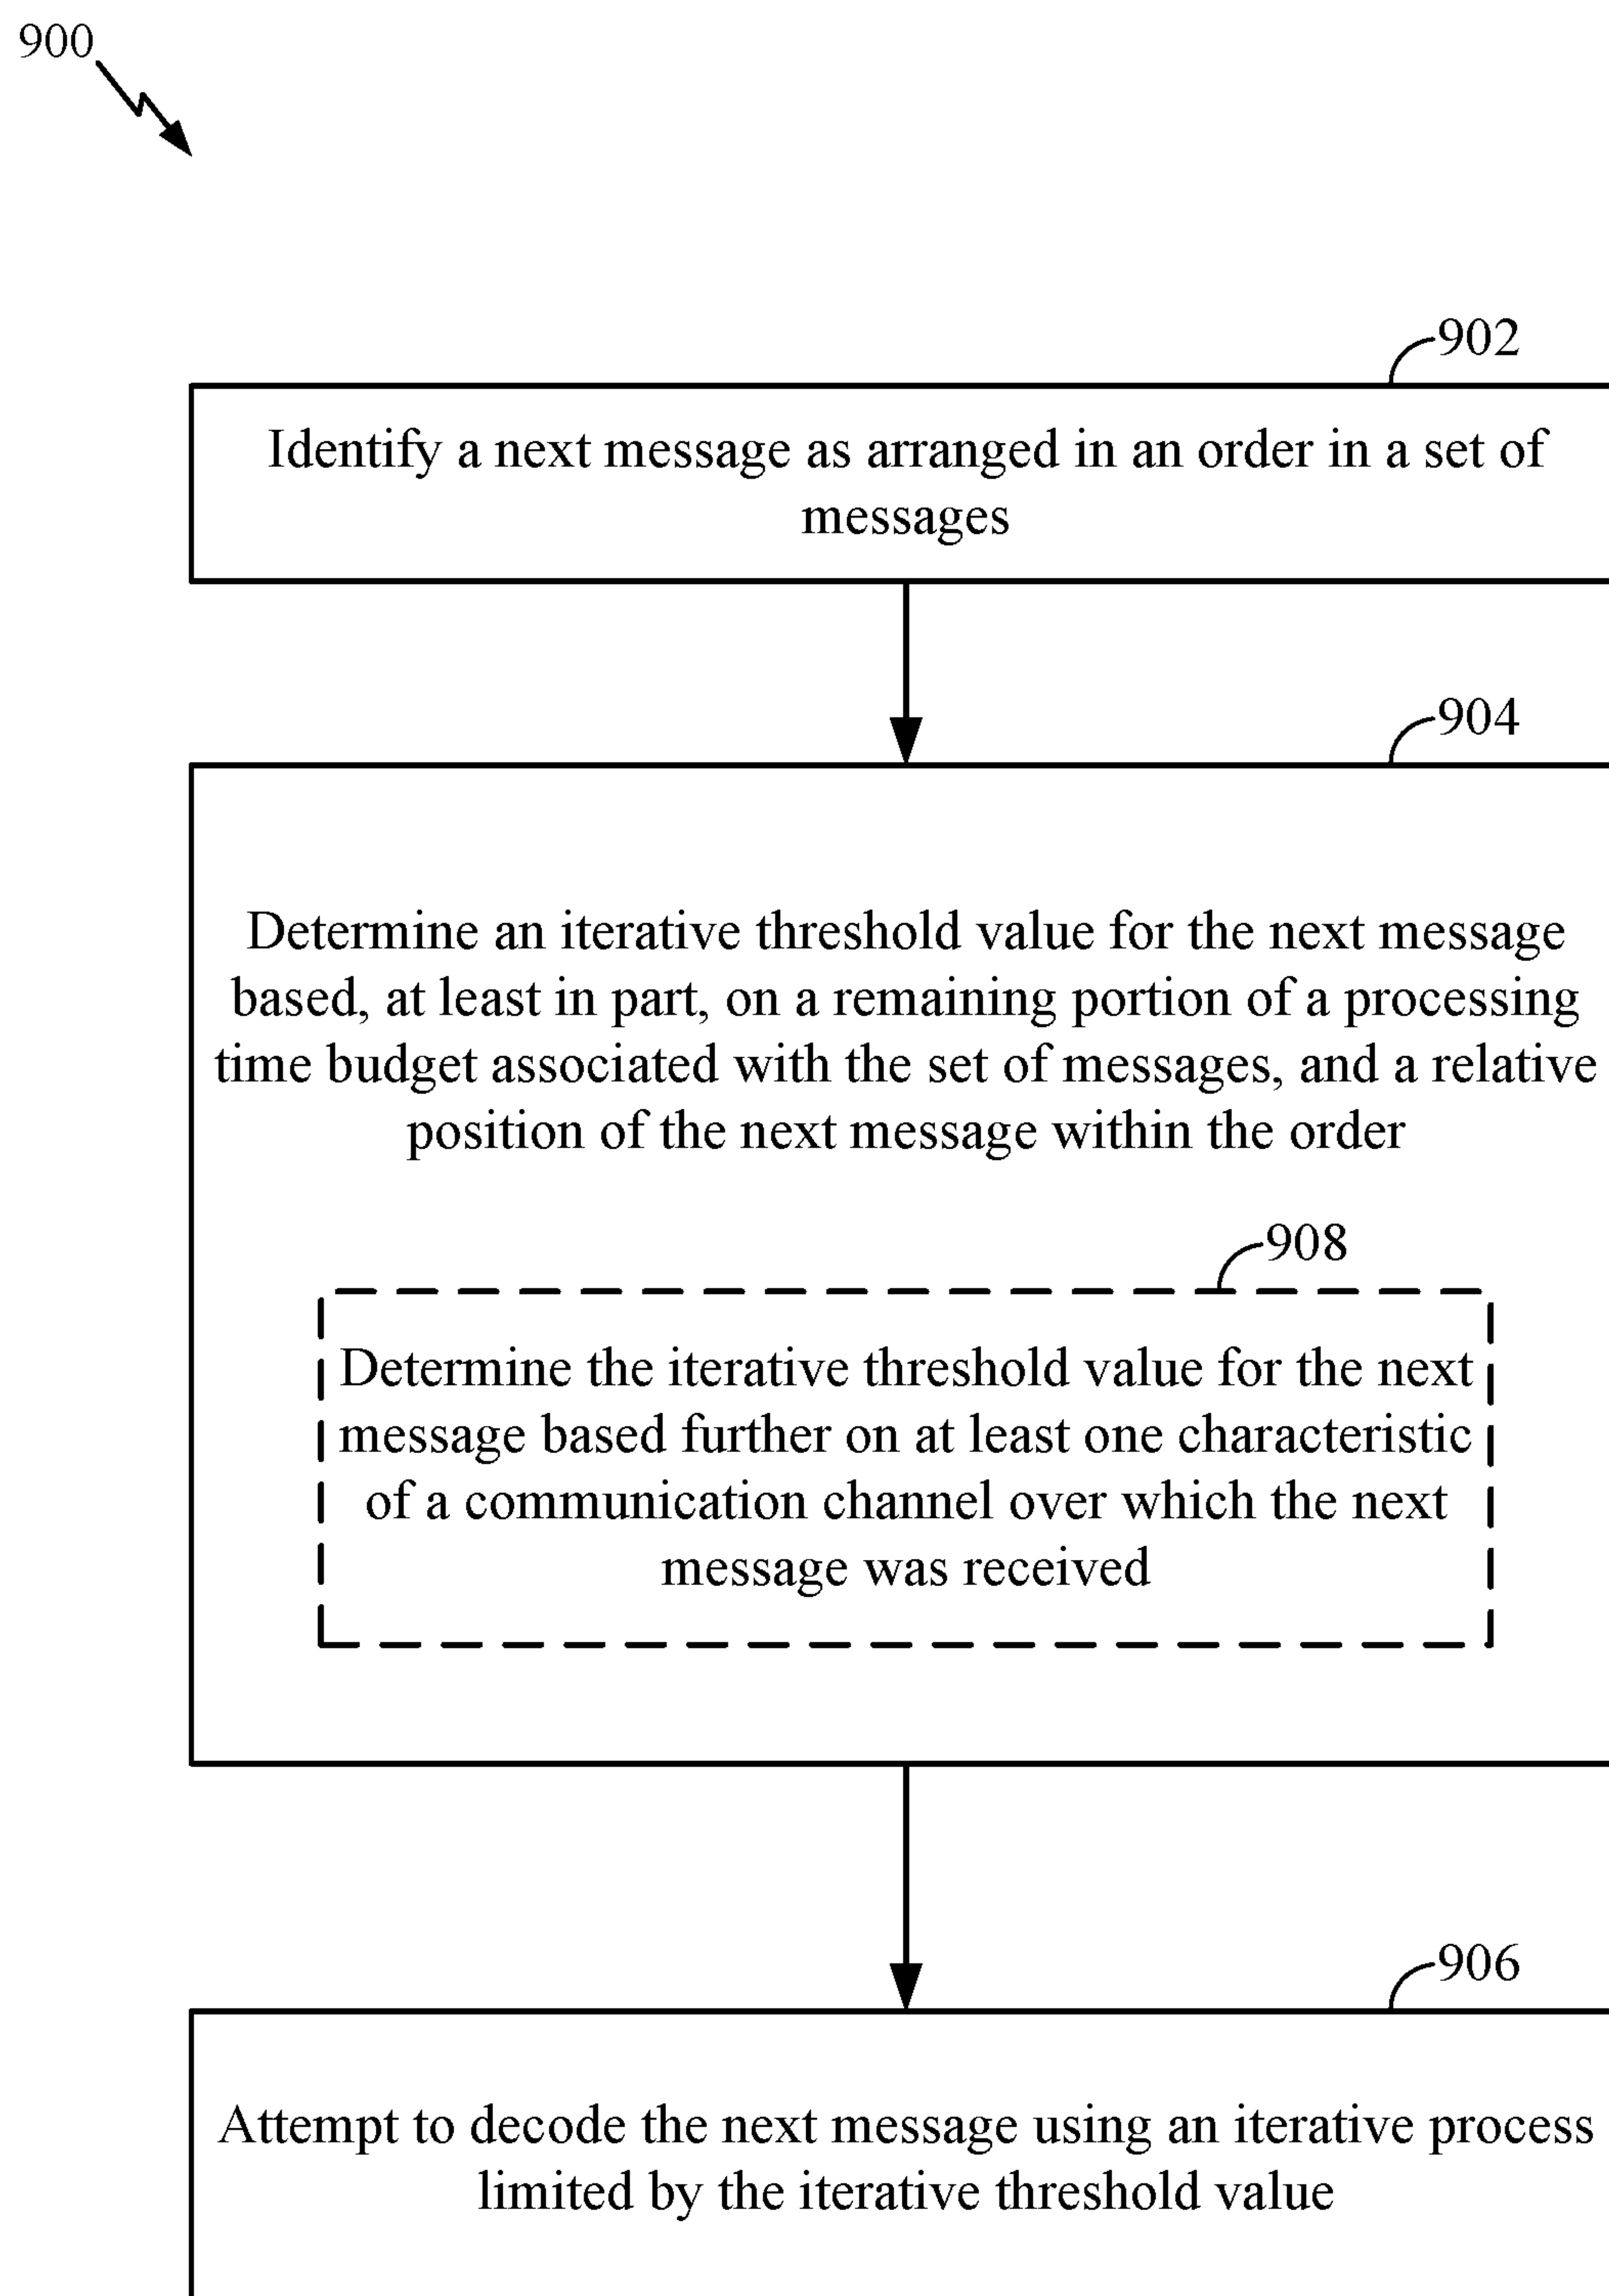 900
902
Identify a next message as arranged in an order in a set of
messages
904
Determine an iterative threshold value for the next message
based, at least in part, on a remaining portion of a processing
time budget associated with the set of messages, and a relative
position of the next message within the order
908
Determine the iterative threshold value for the next
message based further on at least one characteristic
of a communication channel over which the next
message was received
906
Attempt to decode the next message using an iterative process
limited by the iterative threshold value